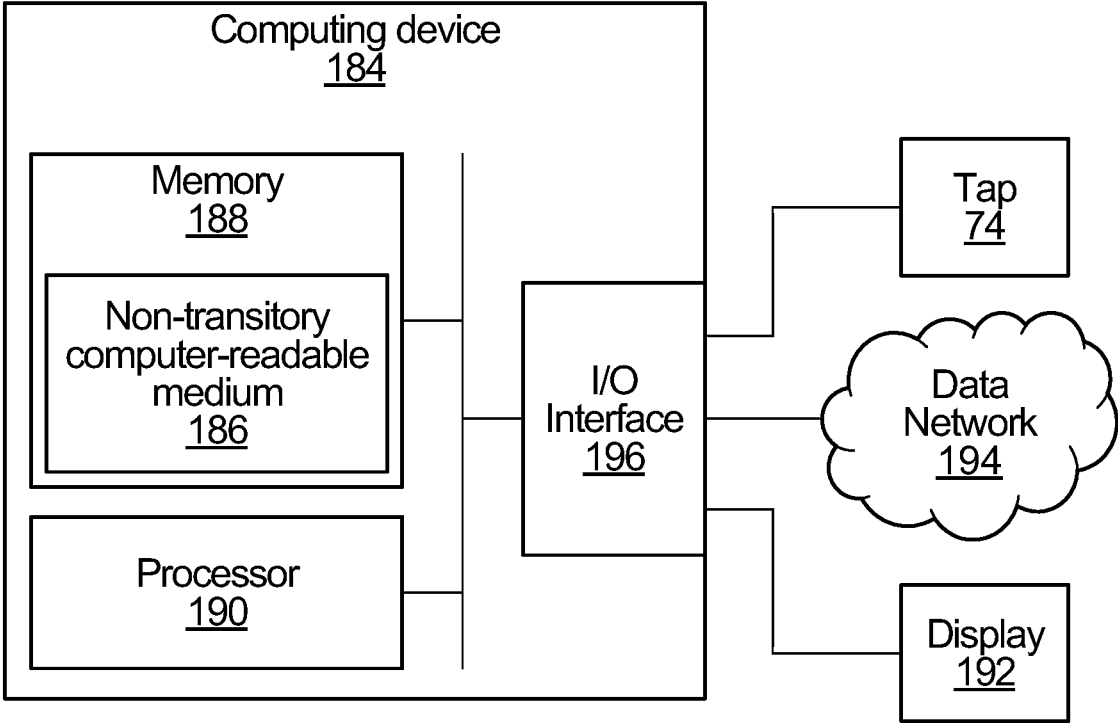 Computing device
184
Memory
188
Non-transitory
computer-readable
medium
186
Processor
190
I/O
Interface
196
Tap
74
Data
Network
194
Display
192